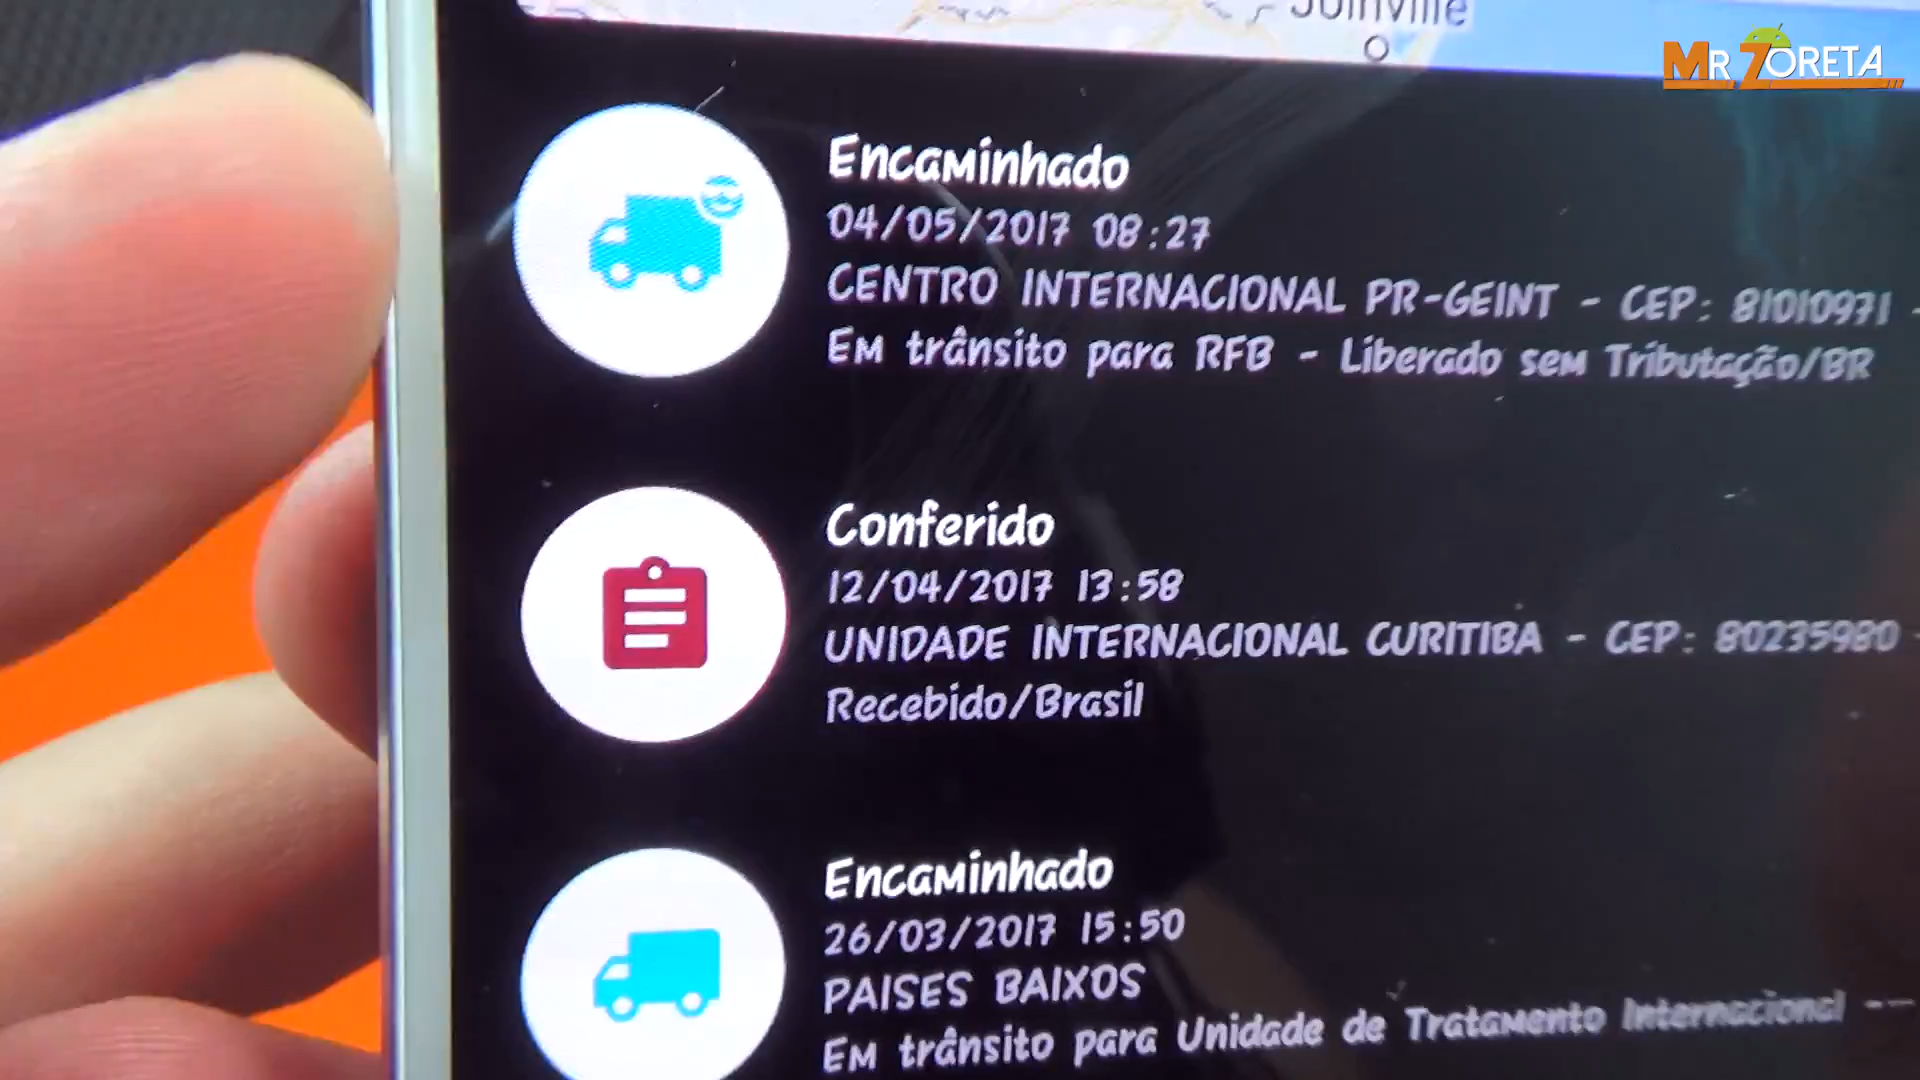 Joinville
MR ZORETA
Encaminhado
04/05/2017 08:27
CENTRO INTERNACIONAL PR-GEINT - CEP: 81010971 -
Em trânsito para RFB - Liberado sem Tributação/BR
Conferido
12/04/2017 13:58
UNIDADE INTERNACIONAL CURITIBA - CEP: 80235980 -
Recebido/Brasil
Encaminhado
26/03/2017 15:50
PAISES BAIXOS
Em trânsito para Unidade de Tratamento Internacional --